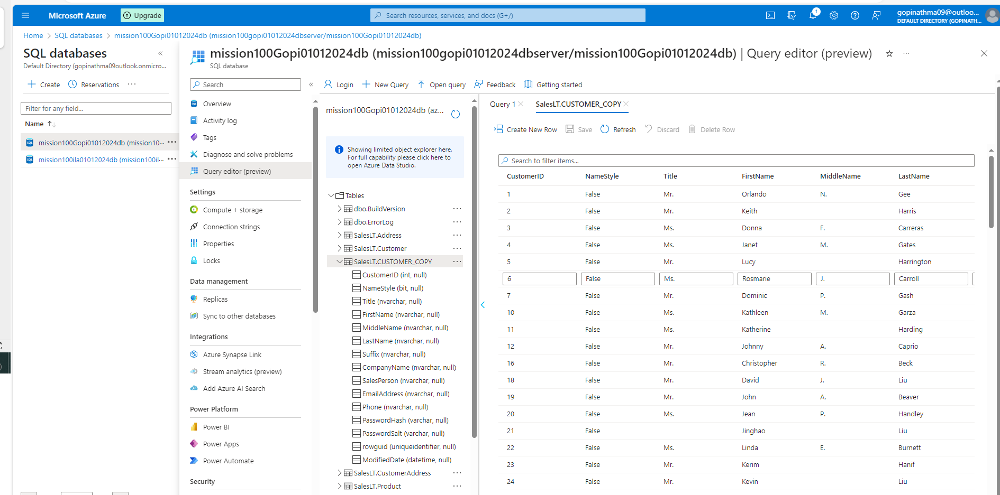 Microsoft Azure
Upgrade
Search resources, services, and docs (G+/)
1
gopinathma09@outloo...
DEFAULT DIRECTORY (GOPINATH...
Home > SQL databases > mission100Gopi01012024db (mission100gopi01012024dbserver/mission100Gopi01012024db)
SQL databases
Default Directory (gopinathma09outlook.onmicro...
Create Reservations ...
Filter for any field...
Name
mission100Gopi01012024db (mission10... ...
mission100ila01012024db (mission100il... ...
mission100Gopi01012024db (mission100gopi01012024dbserver/mission100Gopi01012024db) | Query editor (preview)
SQL database
Search
Overview
Activity log
Tags
Diagnose and solve problems
Query editor (preview)
Settings
Compute + storage
Connection strings
Properties
Locks
Data management
Replicas
Sync to other databases
Integrations
Azure Synapse Link
Stream analytics (preview)
Add Azure AI Search
Power Platform
Power BI
Power Apps
Power Automate
Security
Login New Query Open query Feedback Getting started
mission100Gopi01012024db (az...
Showing limited object explorer here.
For full capability please click here to
open Azure Data Studio.
Tables
dbo.BuildVersion ...
dbo.ErrorLog ...
SalesLT.Address ...
SalesLT.Customer ...
SalesLT.CUSTOMER_COPY ...
CustomerID (int, null)
NameStyle (bit, null)
Title (nvarchar, null)
FirstName (nvarchar, null)
MiddleName (nvarchar, null)
LastName (nvarchar, null)
Suffix (nvarchar, null)
CompanyName (nvarchar, null)
SalesPerson (nvarchar, null)
EmailAddress (nvarchar, null)
Phone (nvarchar, null)
PasswordHash (varchar, null)
PasswordSalt (varchar, null)
rowguid (uniqueidentifier, null)
ModifiedDate (datetime, null)
SalesLT.CustomerAddress ...
SalesLT.Product ...
Query 1 SalesLT.CUSTOMER_COPY
Create New Row Save Refresh Discard Delete Row
Search to filter items...
CustomerID NameStyle Title FirstName MiddleName LastName
1 False Mr. Orlando N. Gee
2 False Mr. Keith Harris
3 False Ms. Donna F. Carreras
4 False Ms. Janet M. Gates
5 False Mr. Lucy Harrington
6 False Ms. Rosmarie J. Carroll
7 False Mr. Dominic P. Gash
10 False Ms. Kathleen M. Garza
11 False Ms. Katherine Harding
12 False Mr. Johnny A. Caprio
16 False Mr. Christopher R. Beck
18 False Mr. David J. Liu
19 False Mr. John A. Beaver
20 False Ms. Jean P. Handley
21 False Jinghao Liu
22 False Ms. Linda E. Burnett
23 False Mr. Kerim Hanif
24 False Mr. Kevin Liu